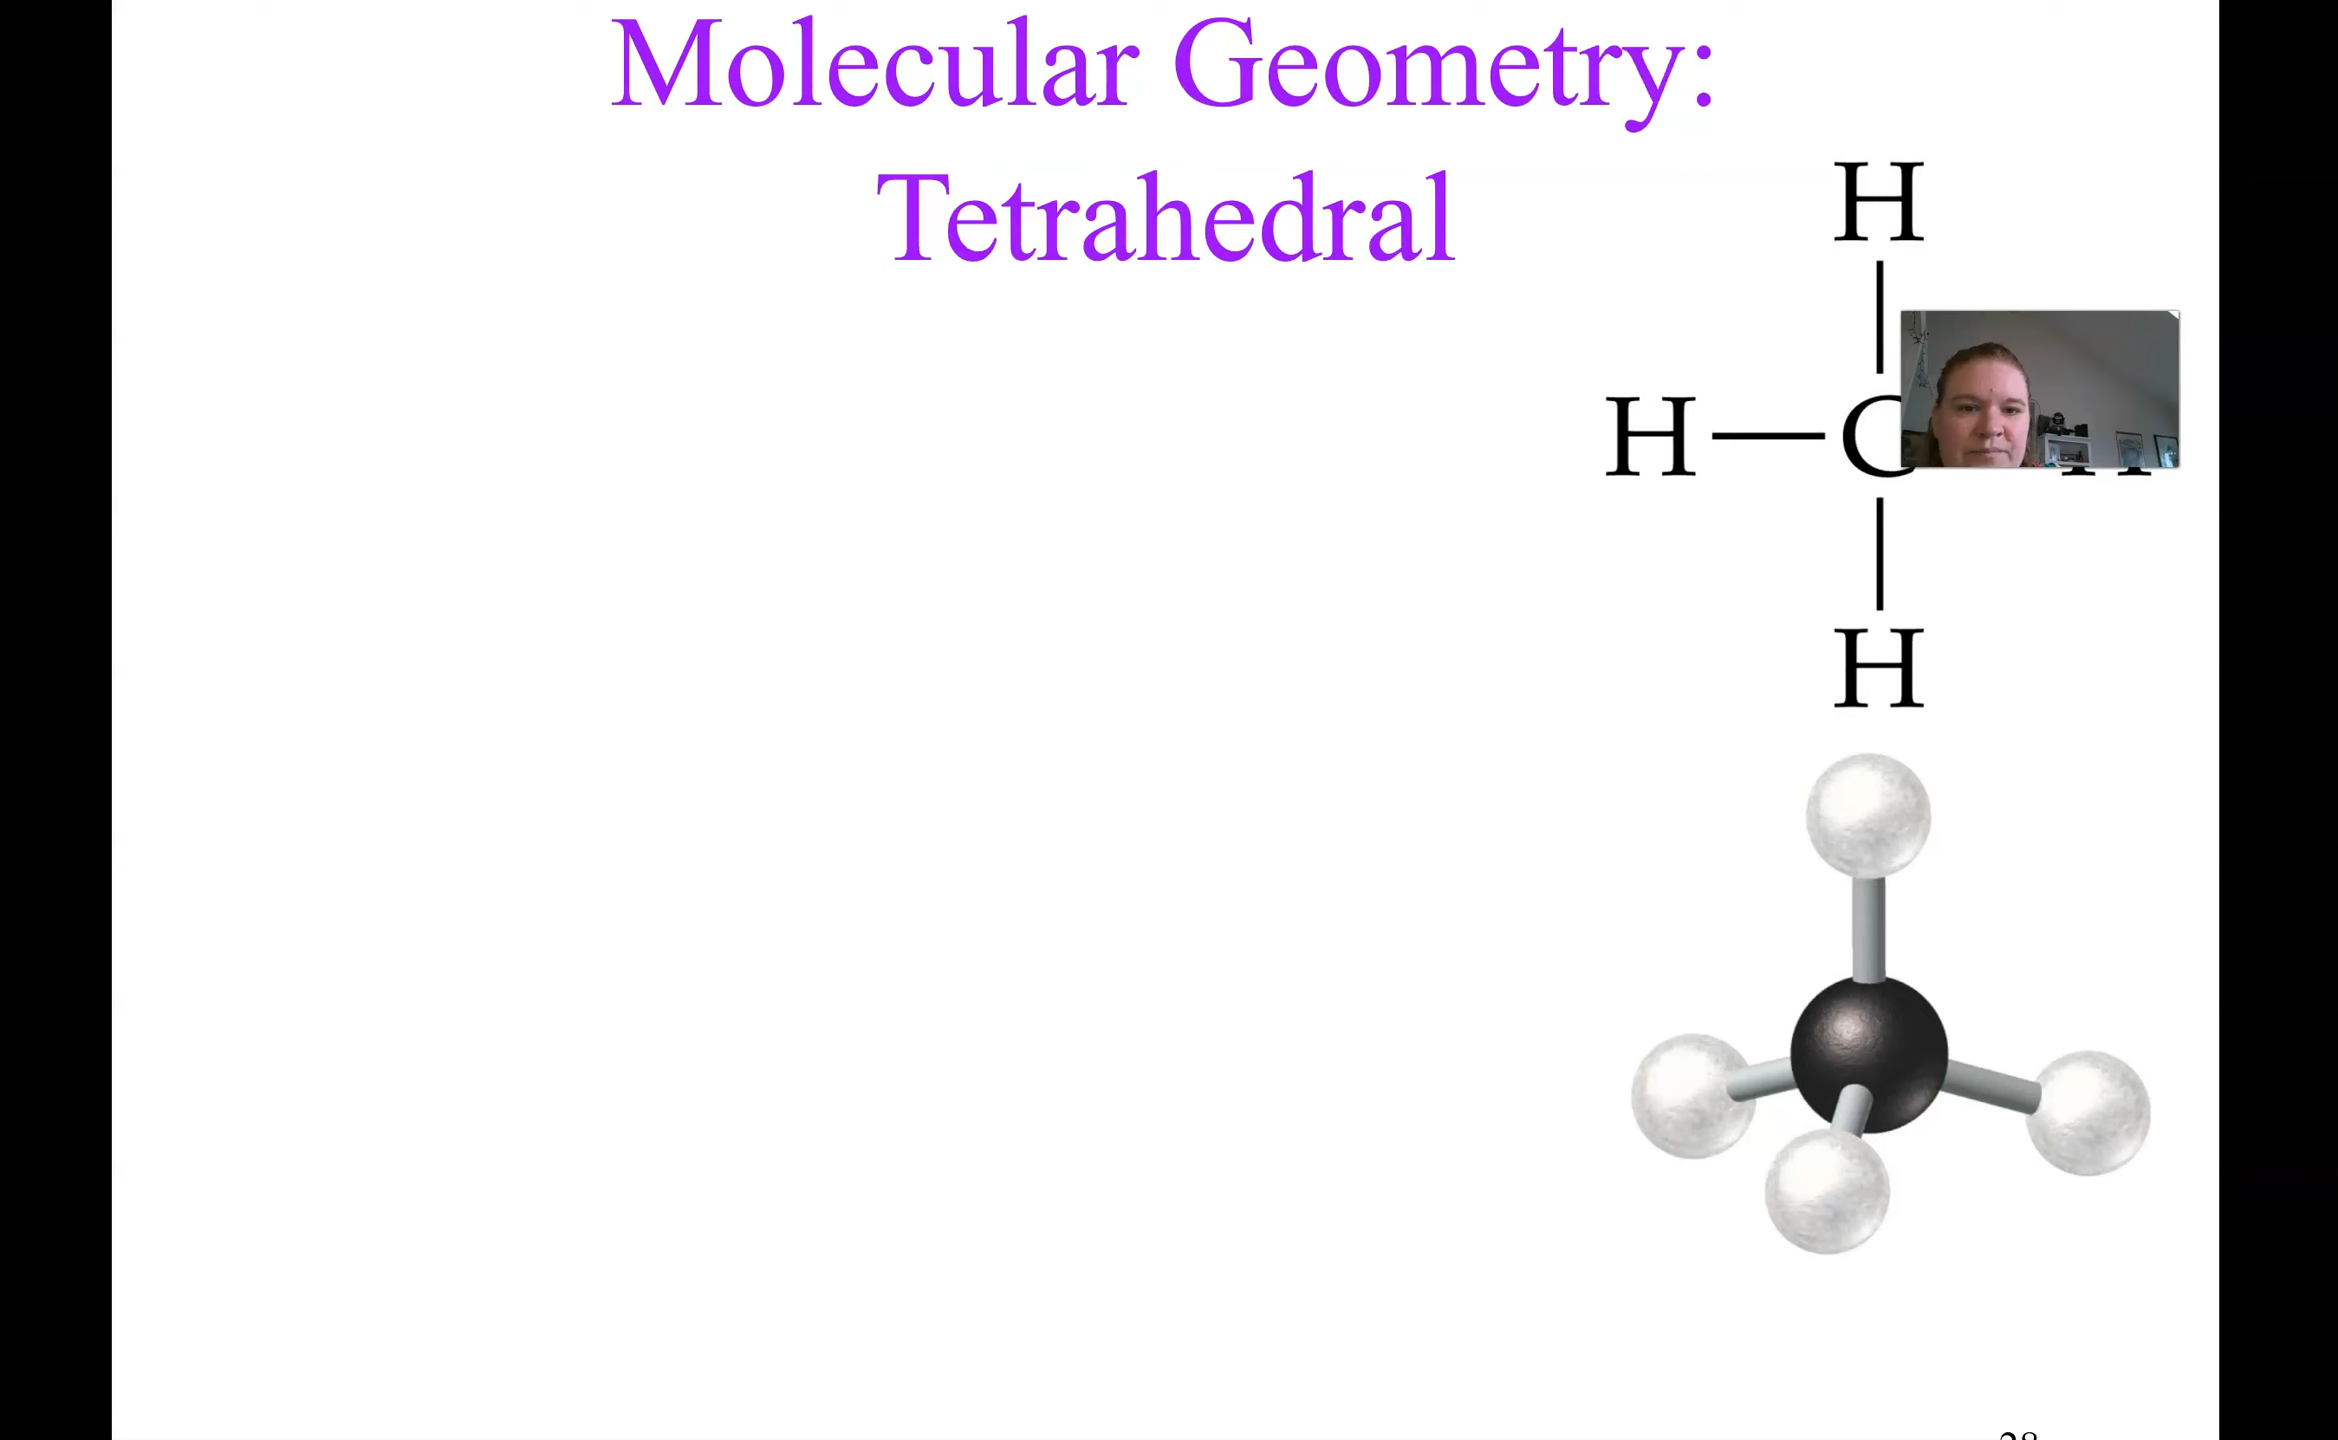 Molecular Geometry:
Tetrahedral
H
H — C
H